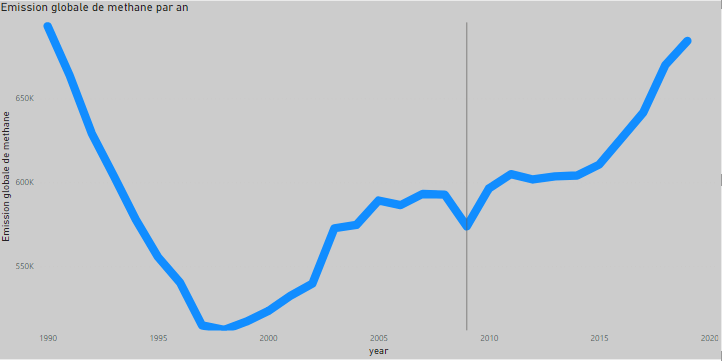 Emission globale de methane par an
Emission globale de methane
650K
600K
550K
1990 1995 2000 2005 2010 2015 2020
year